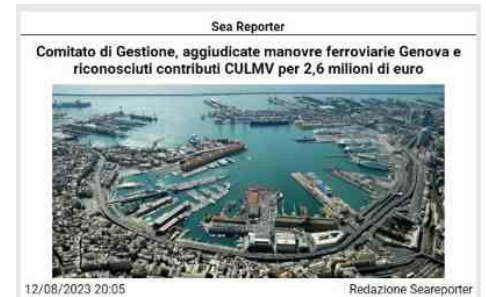 Sea Reporter
Comitato di Gestione, aggiudicate manovre ferroviarie Genova e
riconosciuti contributi CULMV per 2,6 milioni di euro
12/08/2023 20:05
Redazione Seareporter